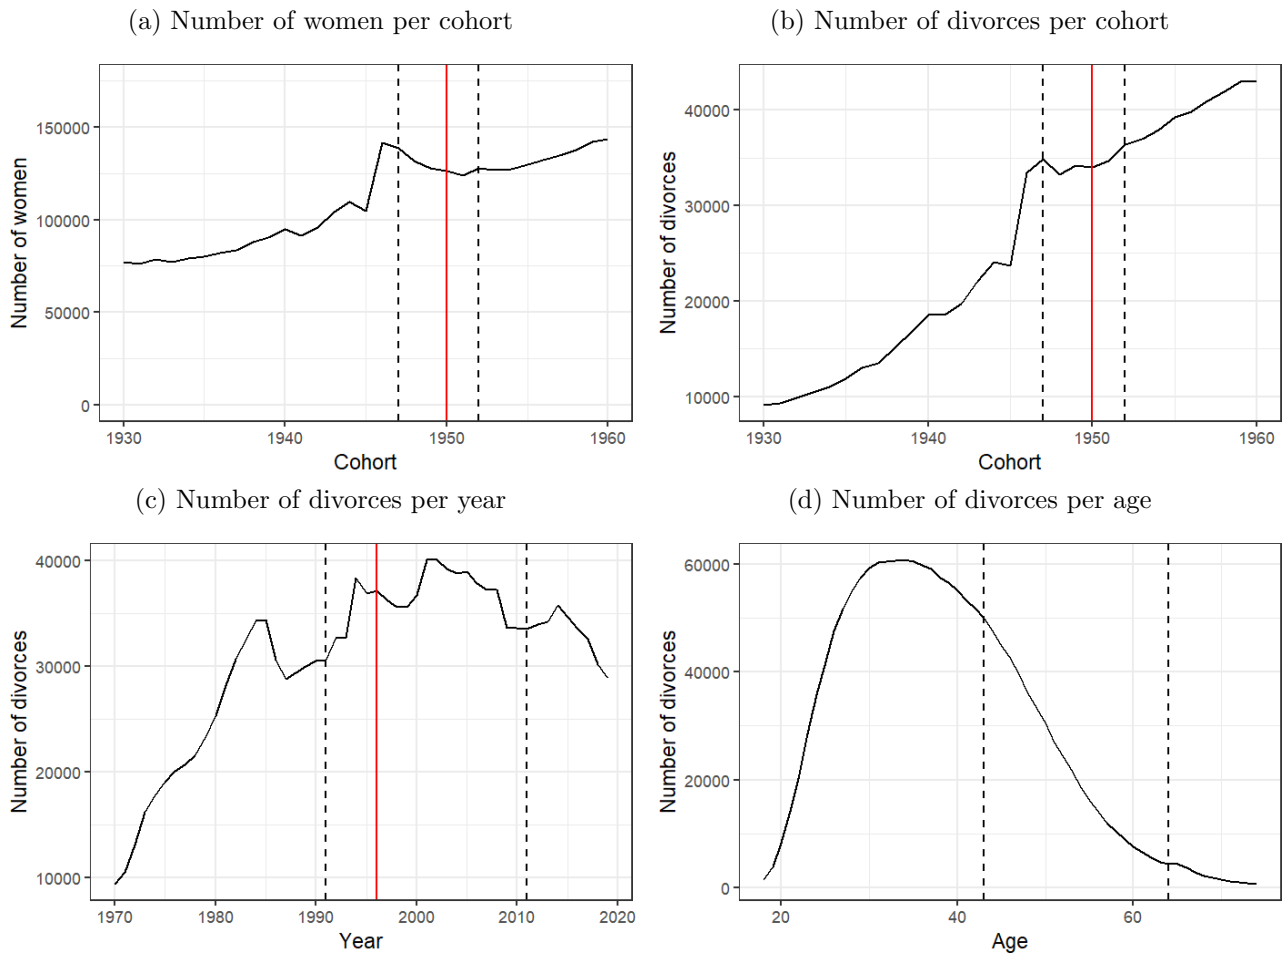 (a) Number of women per cohort
150000
100000
50000
0
Number of women
1930 1940 1950 1960
Cohort
(b) Number of divorces per cohort
40000
30000
20000
10000
Number of divorces
1930 1940 1950 1960
Cohort
(c) Number of divorces per year
40000
30000
20000
10000
Number of divorces
1970 1980 1990 2000 2010 2020
Year
(d) Number of divorces per age
60000
40000
20000
0
Number of divorces
20 40 60
Age